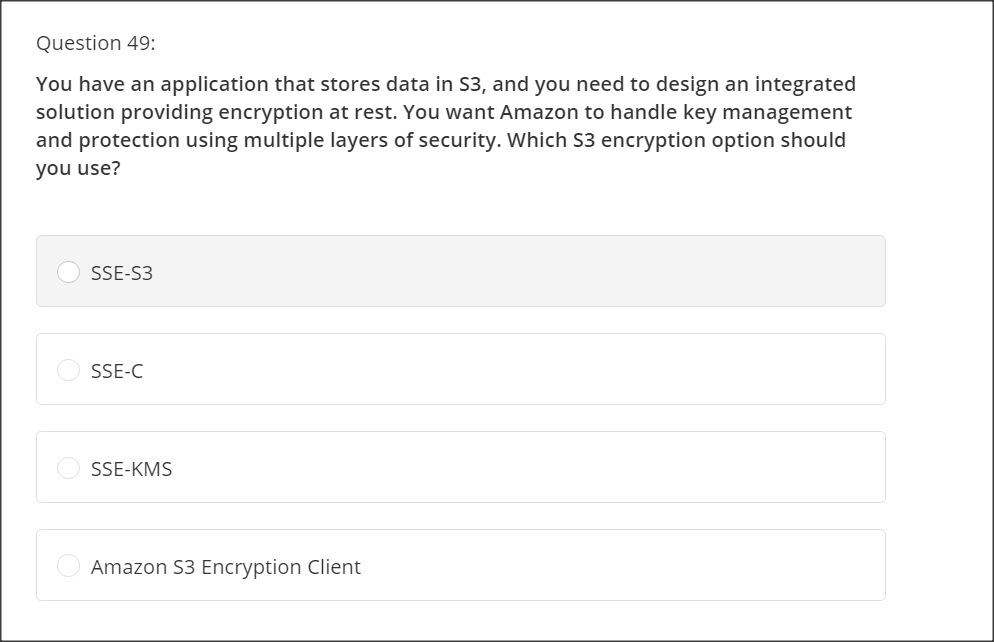 Question 49:
You have an application that stores data in S3, and you need to design an integrated
solution providing encryption at rest. You want Amazon to handle key management
and protection using multiple layers of security. Which S3 encryption option should
you use?
SSE-S3
SSE-C
SSE-KMS
Amazon S3 Encryption Client